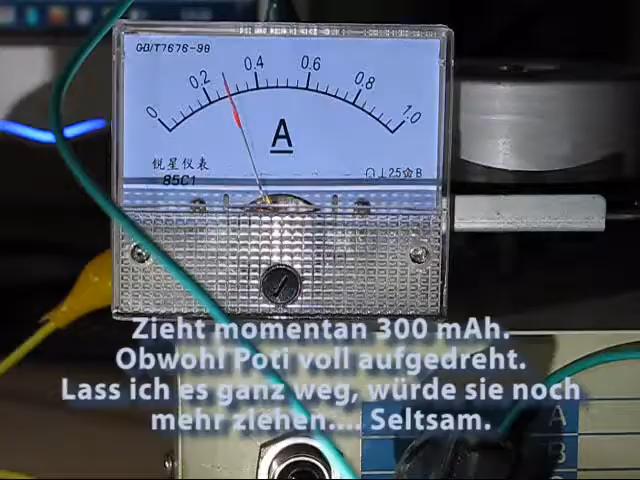 GB/T7676-98
0 0.2 0.4 0.6 0.8 1.0
A
锐星仪表
85C1
2.5 B
Zieht momentan 300 mAh.
Obwohl Poti voll aufgedreht.
Lass ich es ganz weg, würde sie noch
mehr ziehen.... Seltsam.
A
B